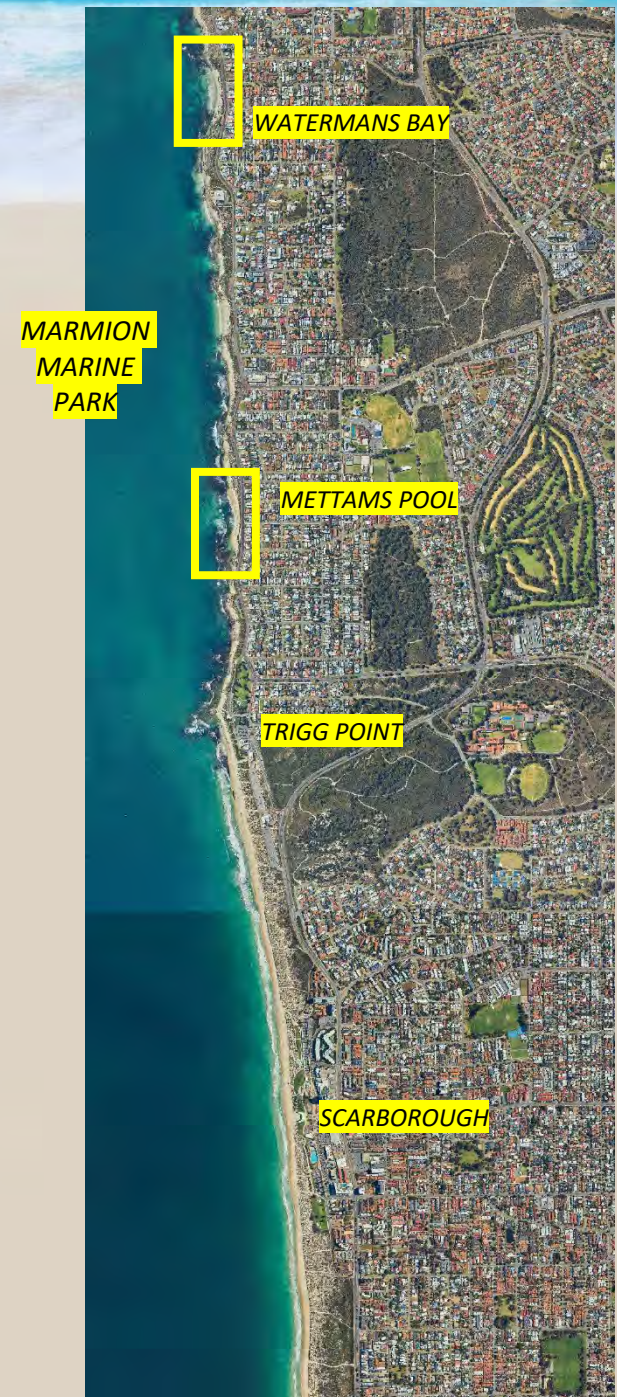 WATERMANS BAY
MARMION
MARINE
PARK
METTAMS POOL
TRIGG POINT
SCARBOROUGH